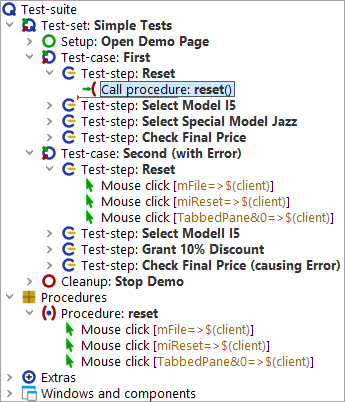 Test-suite
Test-set: Simple Tests
Setup: Open Demo Page
Test-case: First
Test-step: Reset
Call procedure: reset()
Test-step: Select Model I5
Test-step: Select Special Model Jazz
Test-step: Check Final Price
Test-case: Second (with Error)
Test-step: Reset
Mouse click [mFile=>$(client)]
Mouse click [miReset=>$(client)]
Mouse click [TabbedPane&0=>$(client)]
Test-step: Select Modell I5
Test-step: Grant 10% Discount
Test-step: Check Final Price (causing Error)
Cleanup: Stop Demo
Procedures
Procedure: reset
Mouse click [mFile=>$(client)]
Mouse click [miReset=>$(client)]
Mouse click [TabbedPane&0=>$(client)]
Extras
Windows and components